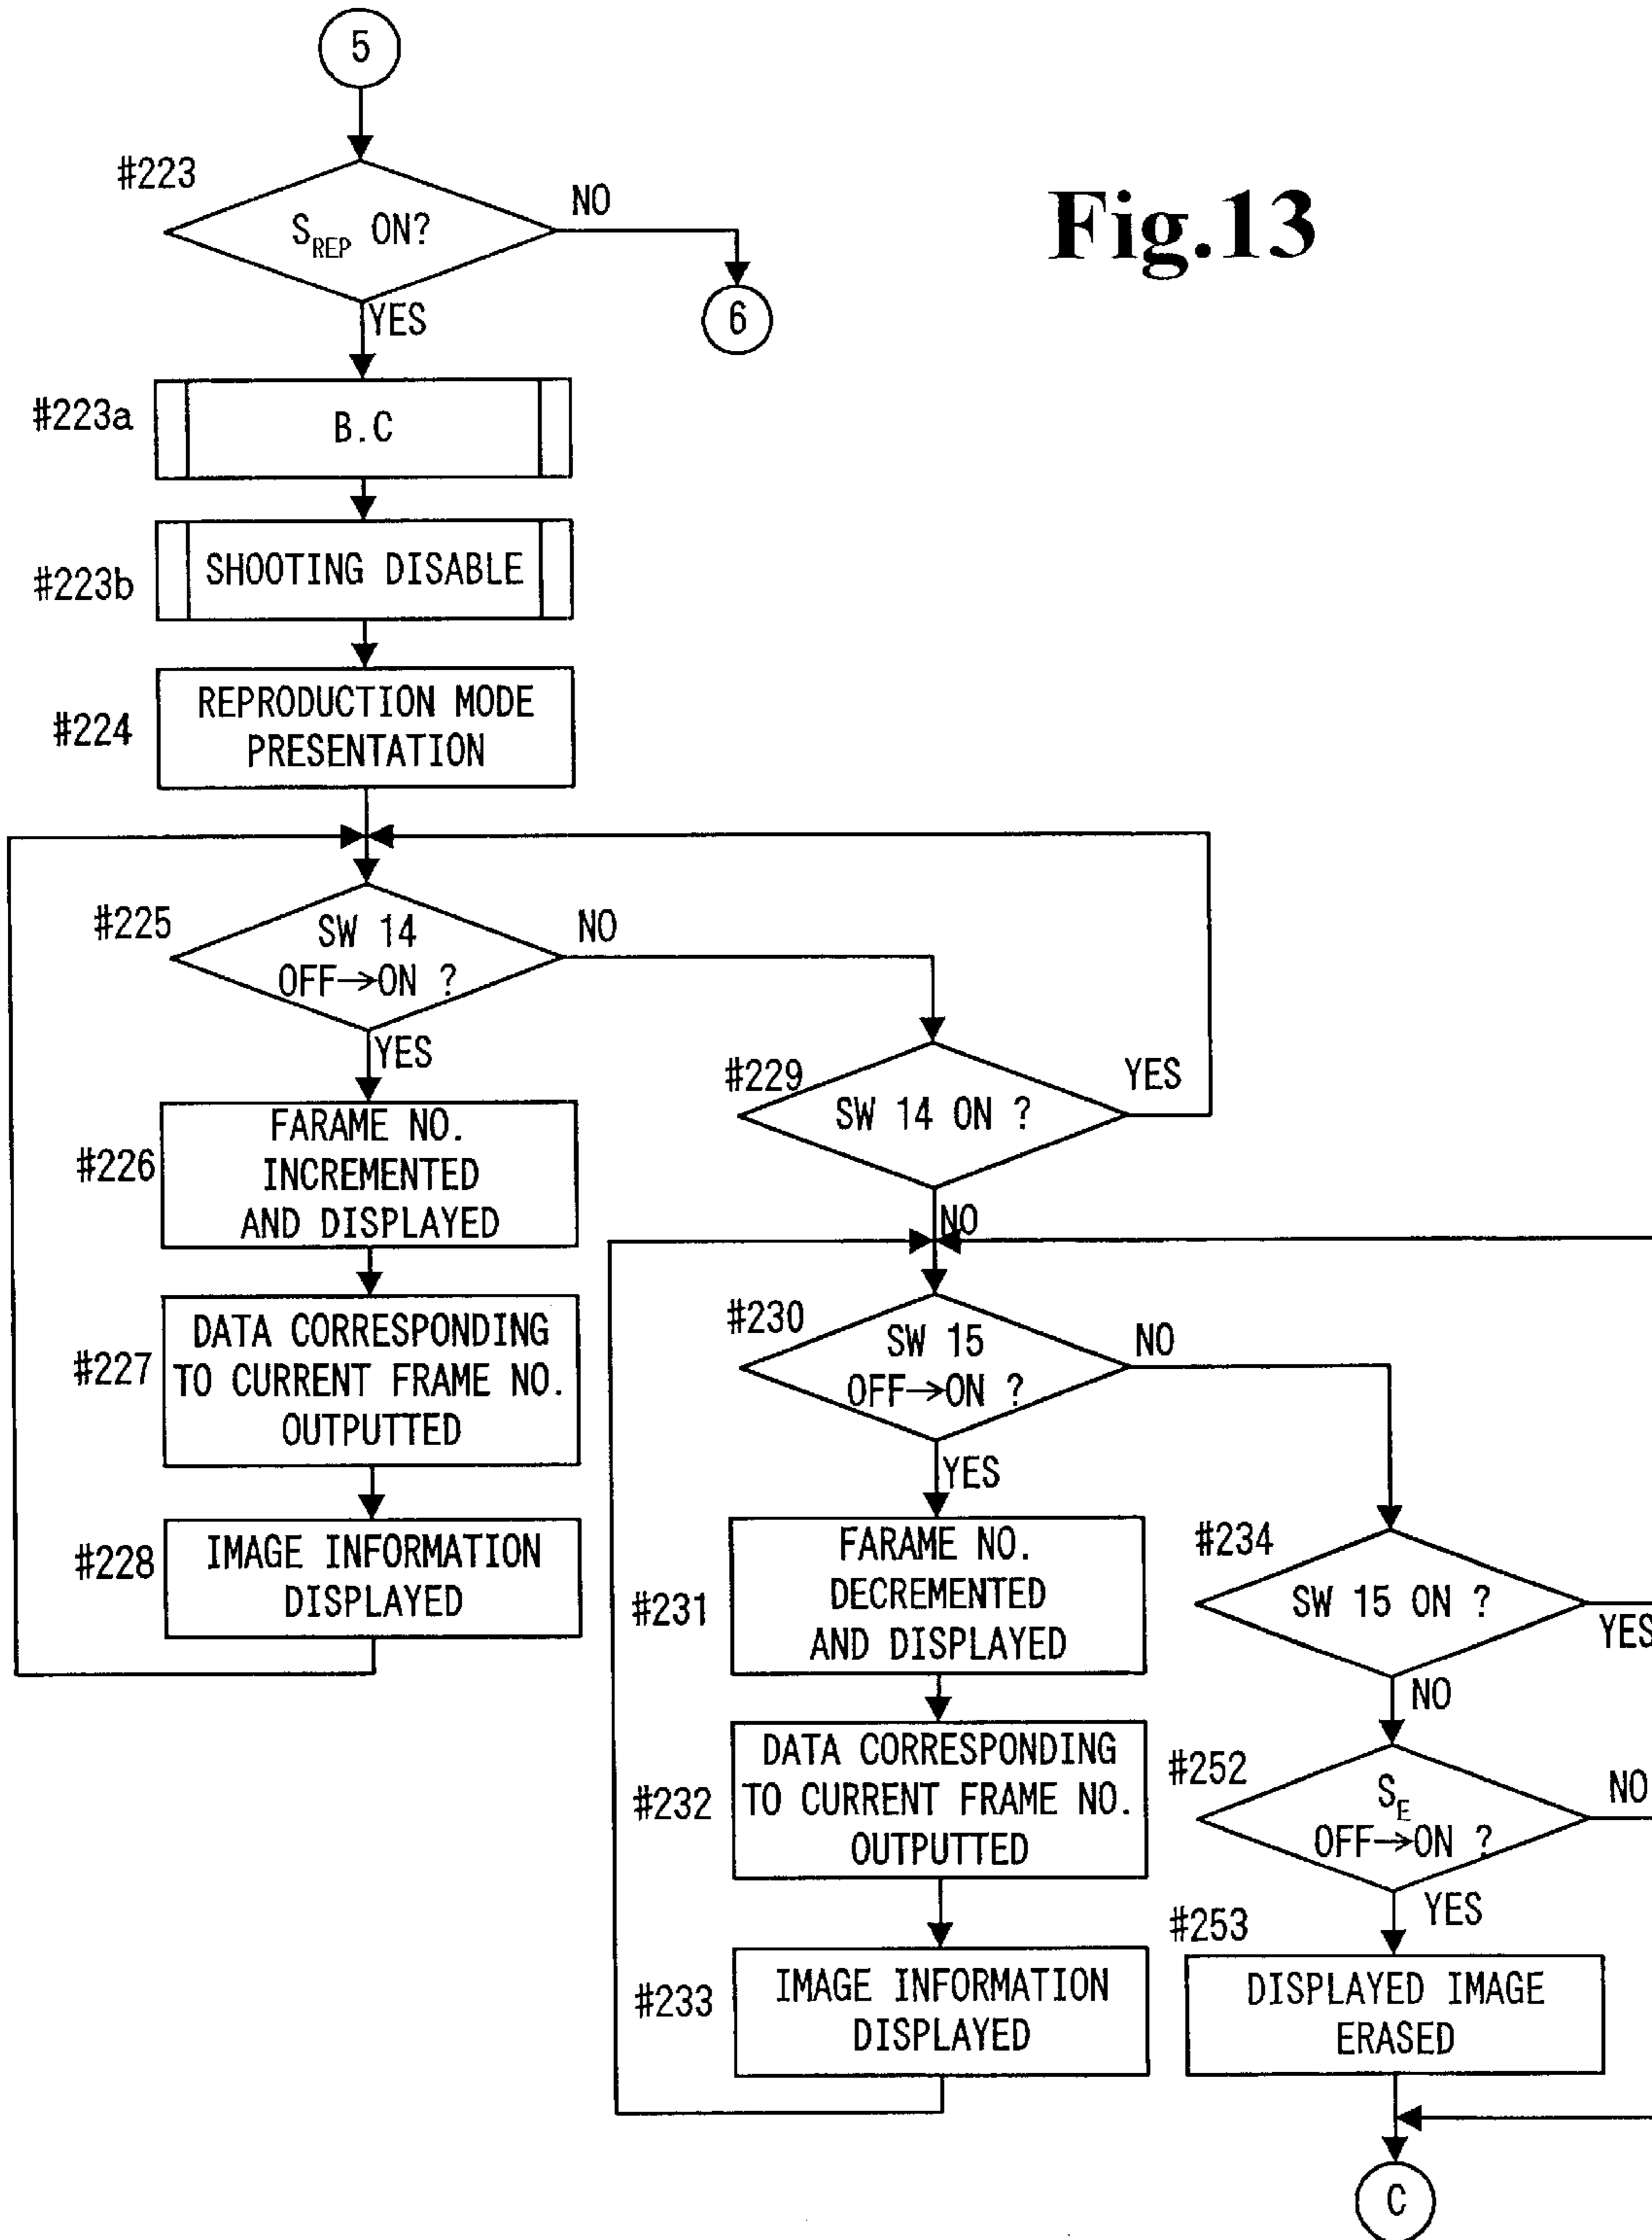 5
Fig.13
#223
S_REP ON?
NO
6
YES
#223a
B.C
#223b
SHOOTING DISABLE
#224
REPRODUCTION MODE
PRESENTATION
#225
SW 14
OFF→ON ?
NO
YES
#226
FARAME NO.
INCREMENTED
AND DISPLAYED
#227
DATA CORRESPONDING
TO CURRENT FRAME NO.
OUTPUTTED
#228
IMAGE INFORMATION
DISPLAYED
#229
SW 14 ON ?
YES
NO
#230
SW 15
OFF→ON ?
NO
YES
#231
FARAME NO.
DECREMENTED
AND DISPLAYED
#232
DATA CORRESPONDING
TO CURRENT FRAME NO.
OUTPUTTED
#233
IMAGE INFORMATION
DISPLAYED
#234
SW 15 ON ?
YES
NO
#252
S_E
OFF→ON ?
NO
YES
#253
DISPLAYED IMAGE
ERASED
C